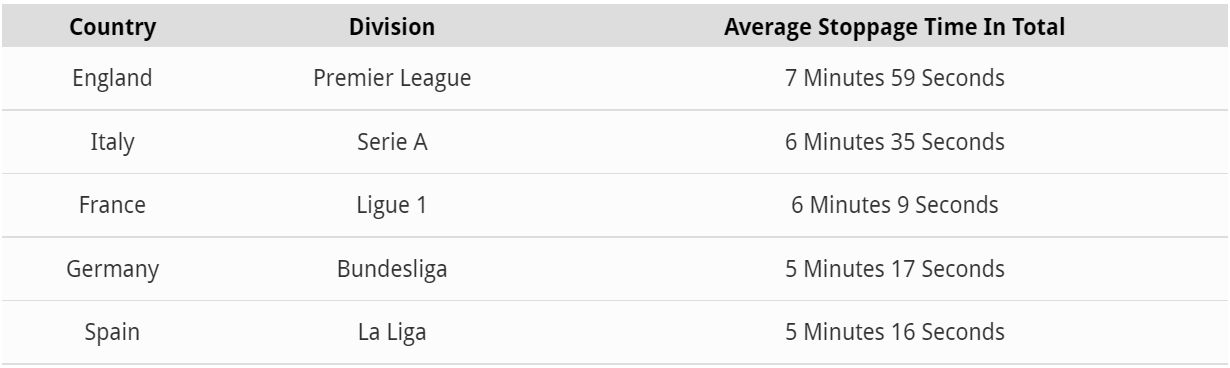 Country Division Average Stoppage Time In Total
England Premier League 7 Minutes 59 Seconds
Italy Serie A 6 Minutes 35 Seconds
France Ligue 1 6 Minutes 9 Seconds
Germany Bundesliga 5 Minutes 17 Seconds
Spain La Liga 5 Minutes 16 Seconds